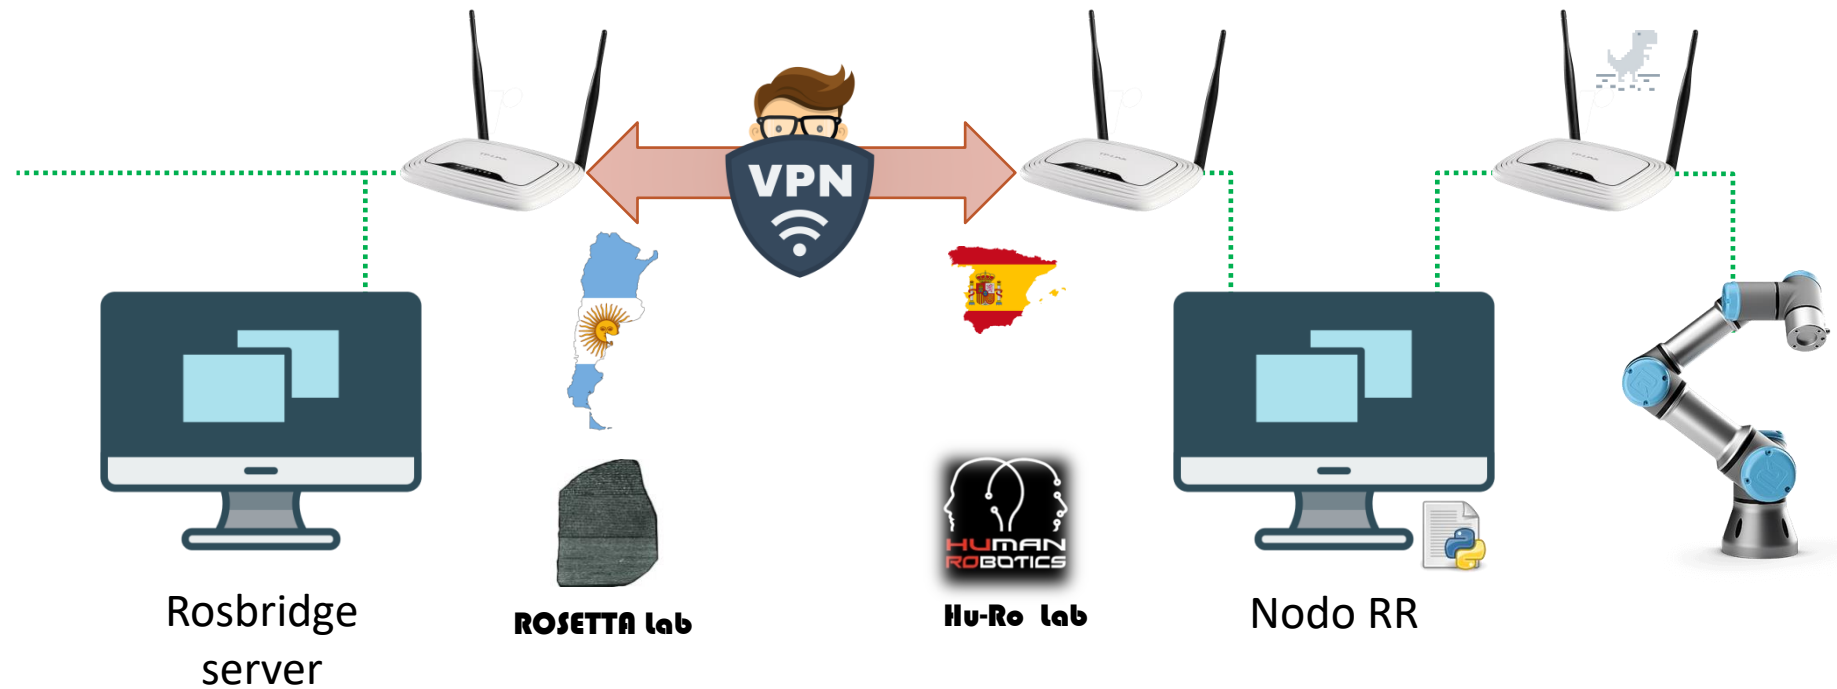 VPN
HUMAN
ROBOTICS
Rosbridge
server
ROSETTA Lab
Hu-Ro Lab
Nodo RR